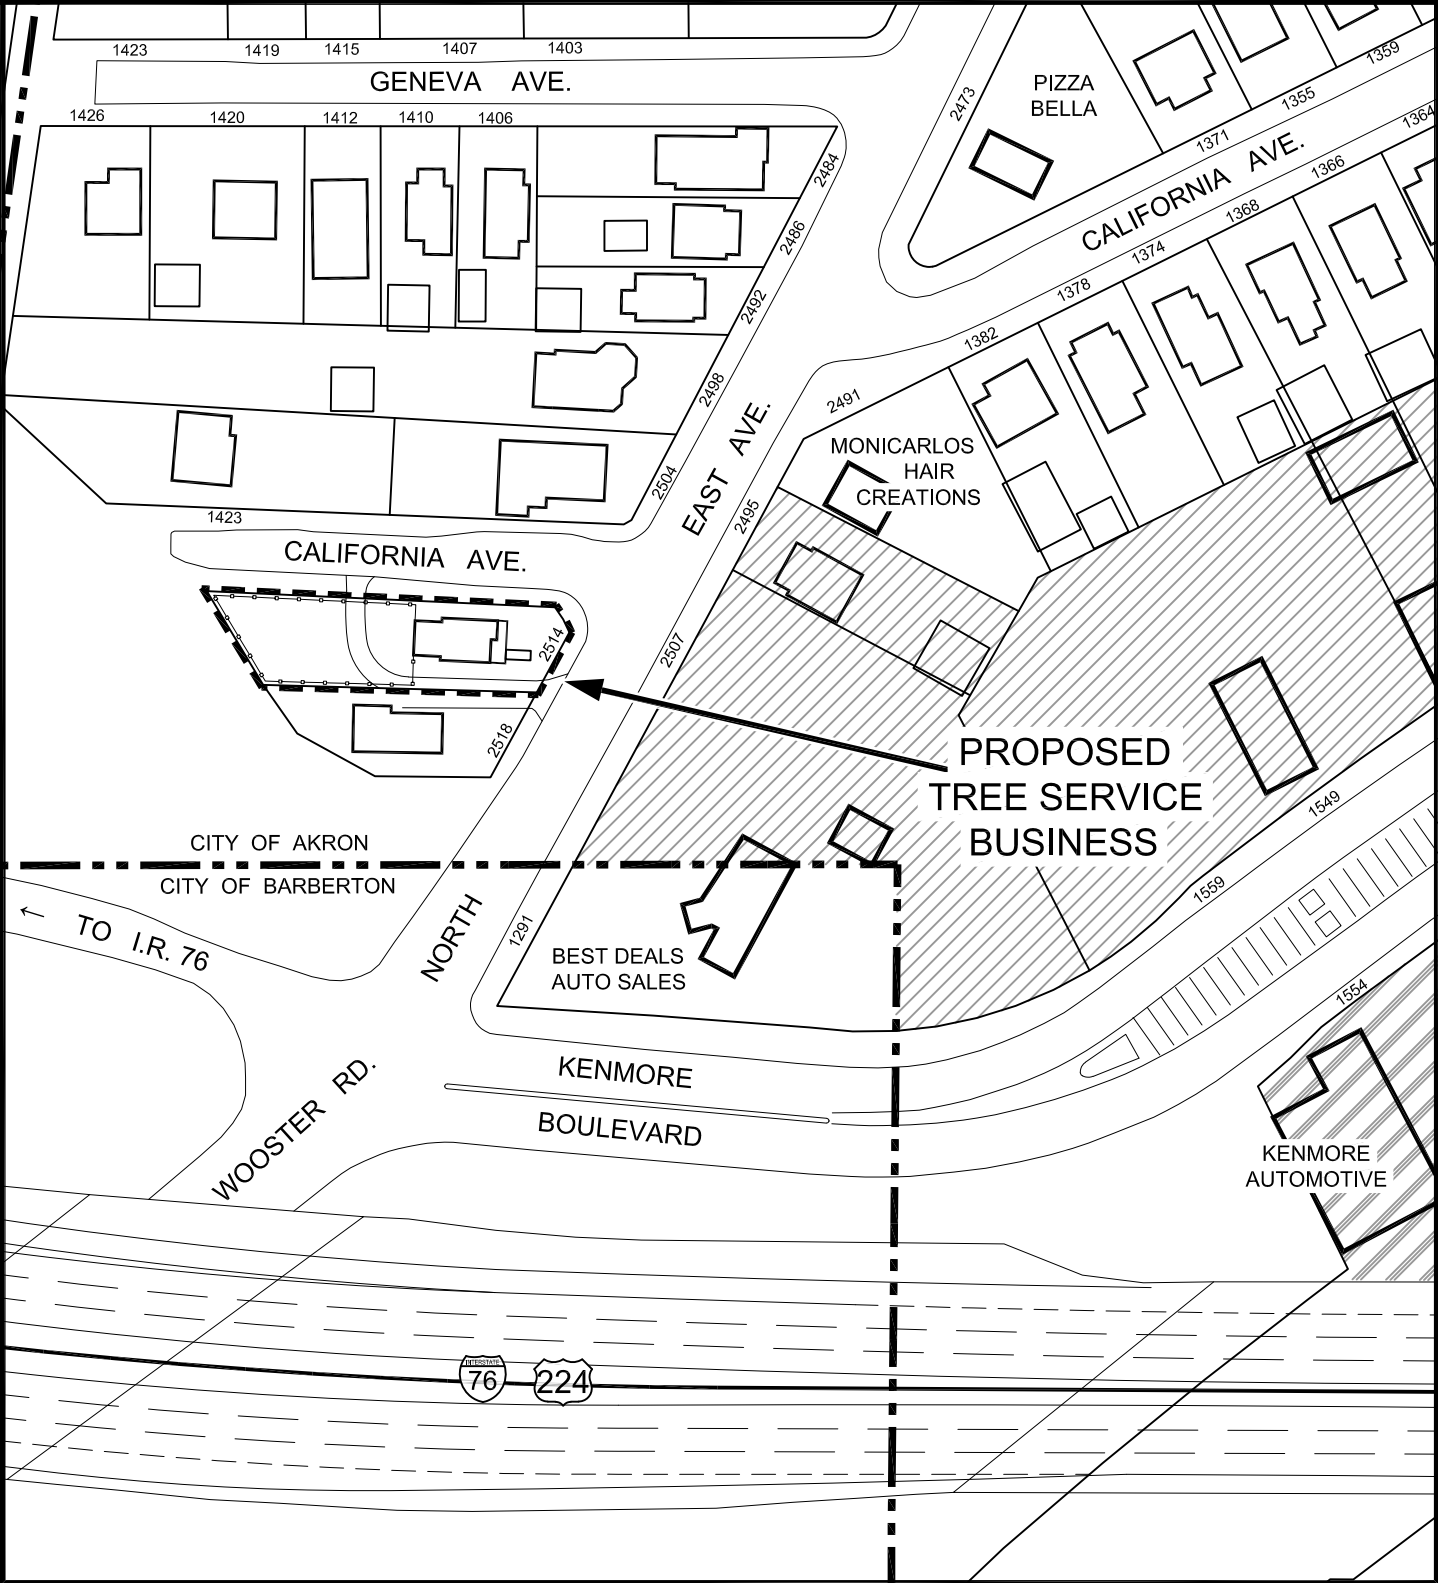 1423 1419 1415 1407 1403
GENEVA AVE.
1426 1420 1412 1410 1406
2473
PIZZA
BELLA
1359
1355
1371
1364
CALIFORNIA AVE.
1366
1368
1374
1378
1382
2491
2484
2486
2492
2498
2504
EAST AVE.
MONICARLOS
HAIR
CREATIONS
2495
1423
CALIFORNIA AVE.
2514
2507
2518
PROPOSED
TREE SERVICE
BUSINESS
1549
1559
CITY OF AKRON
CITY OF BARBERTON
← TO I.R. 76
NORTH
1291
BEST DEALS
AUTO SALES
1554
KENMORE
BOULEVARD
WOOSTER RD.
KENMORE
AUTOMOTIVE
INTERSTATE
76
224